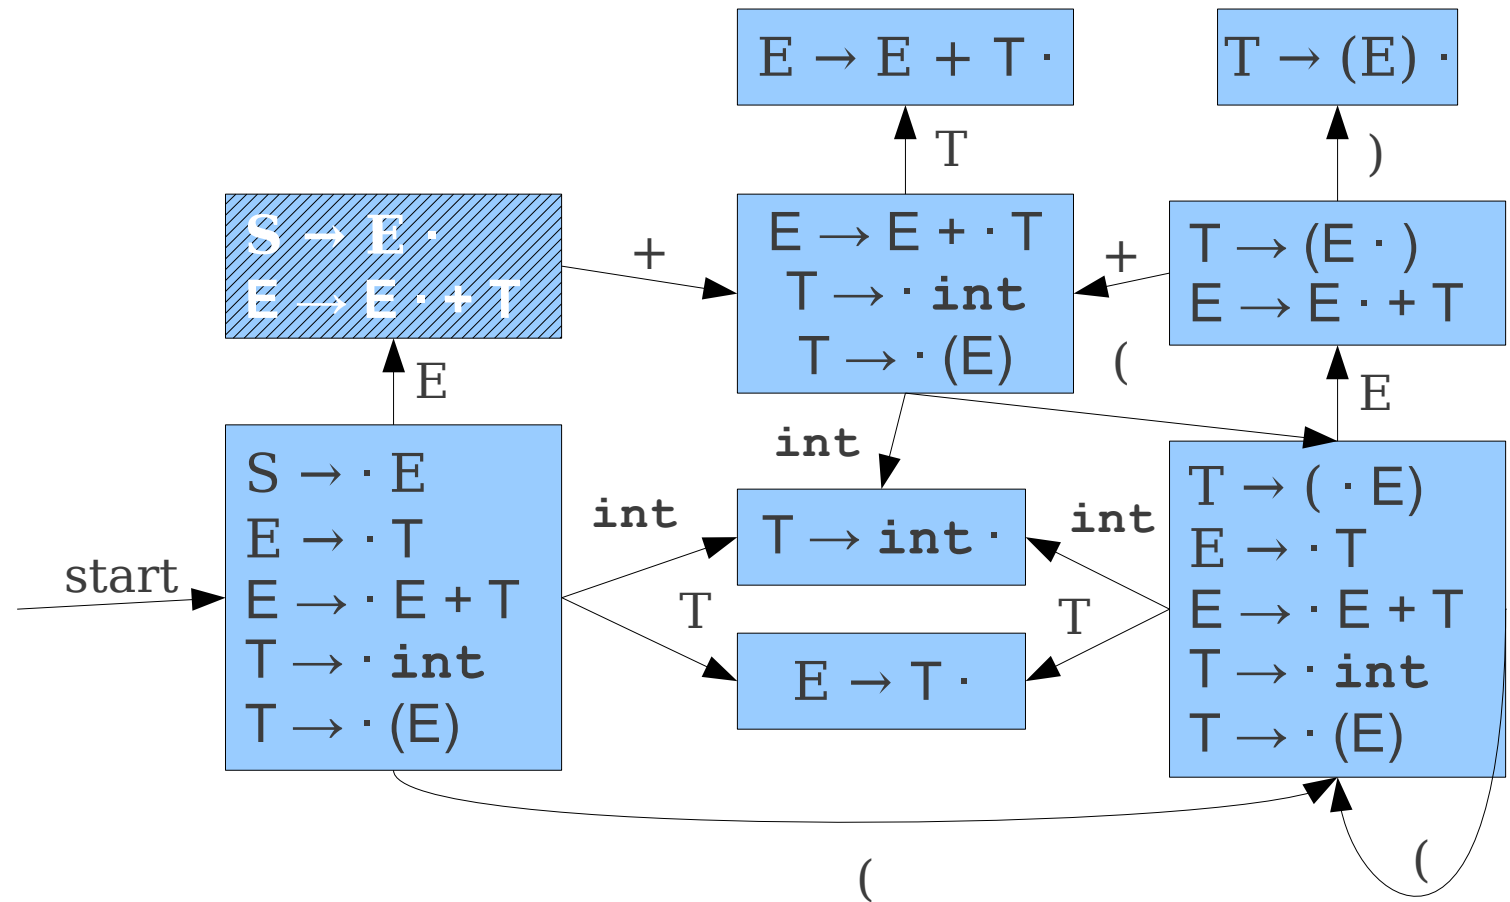 E → E + T ·
T → (E) ·
T
)
S → E ·
E → E · + T
+
E → E + · T
T → · int
T → · (E)
+
T → (E · )
E → E · + T
E
(
E
int
S → · E
E → · T
E → · E + T
T → · int
T → · (E)
start
int
T
T → int ·
E → T ·
int
T
T → ( · E)
E → · T
E → · E + T
T → · int
T → · (E)
(
(